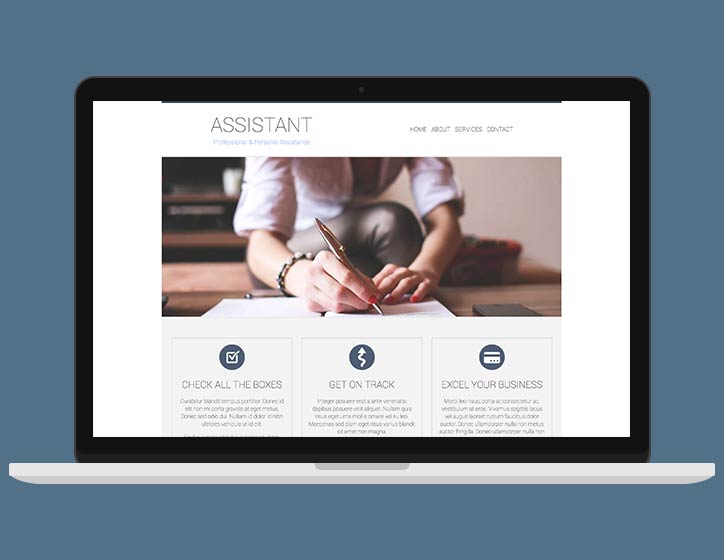 ASSISTANT
Professional & Personal Assistance
HOME ABOUT SERVICES CONTACT
CHECK ALL THE BOXES
Curabitur blandit tempus porttitor. Donec id
elit non mi porta gravida at eget metus.
Donec sed odio dui. Nullam id dolor id nibh
ultricies vehicula ut id elit.
GET ON TRACK
Integer posuere erat a ante venenatis
dapibus posuere velit aliquet. Nullam quis
risus eget urna mollis ornare vel eu leo.
Maecenas sed diam eget risus varius blandit
sit amet non magna.
EXCEL YOUR BUSINESS
Morbi leo risus, porta ac consectetur ac,
vestibulum at eros. Vivamus sagittis lacus
vel augue laoreet rutrum faucibus dolor
auctor. Donec ullamcorper nulla non metus
auctor fringilla. Donec ullamcorper nulla non